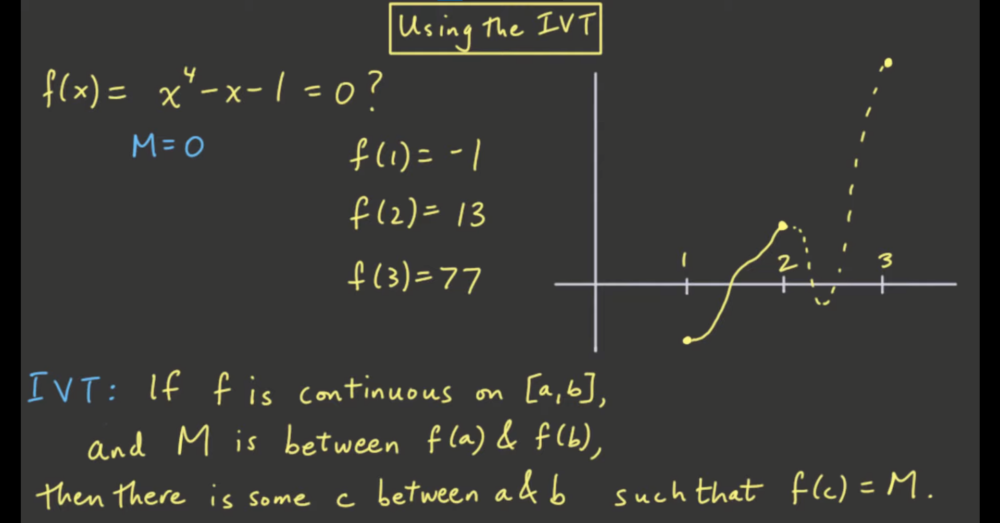 Using the IVT
f(x) = x⁴ - x - 1 = 0?
M = 0
f(1) = -1
f(2) = 13
f(3) = 77
1 2 3
IVT: If f is continuous on [a,b],
and M is between f(a) & f(b),
then there is some c between a & b such that f(c) = M.